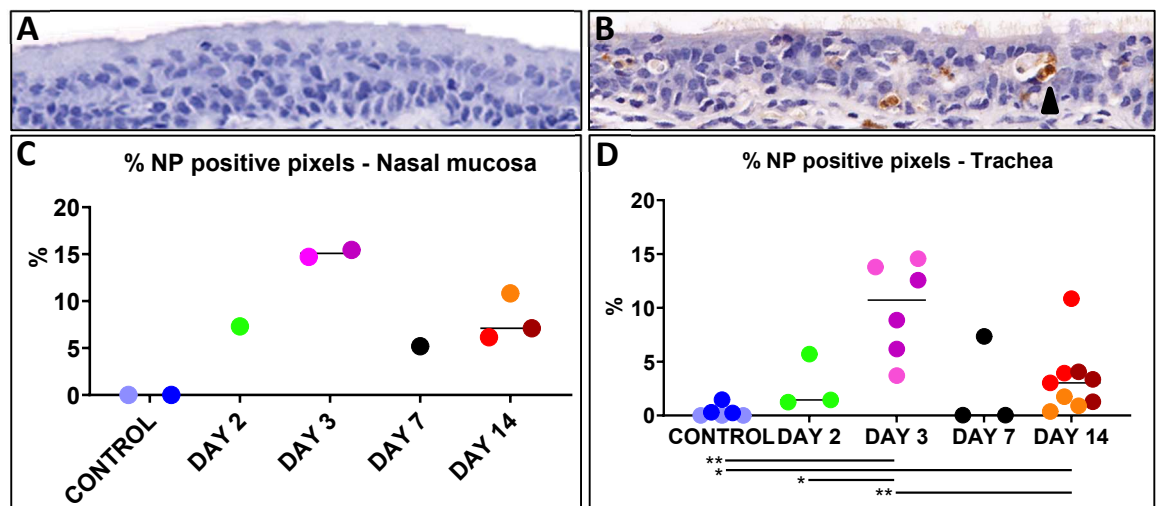 A
B
C
% NP positive pixels - Nasal mucosa
%
20
15
10
5
0
CONTROL
DAY 2
DAY 3
DAY 7
DAY 14
D
% NP positive pixels - Trachea
%
20
15
10
5
0
CONTROL DAY 2 DAY 3 DAY 7 DAY 14
**
*
*
**